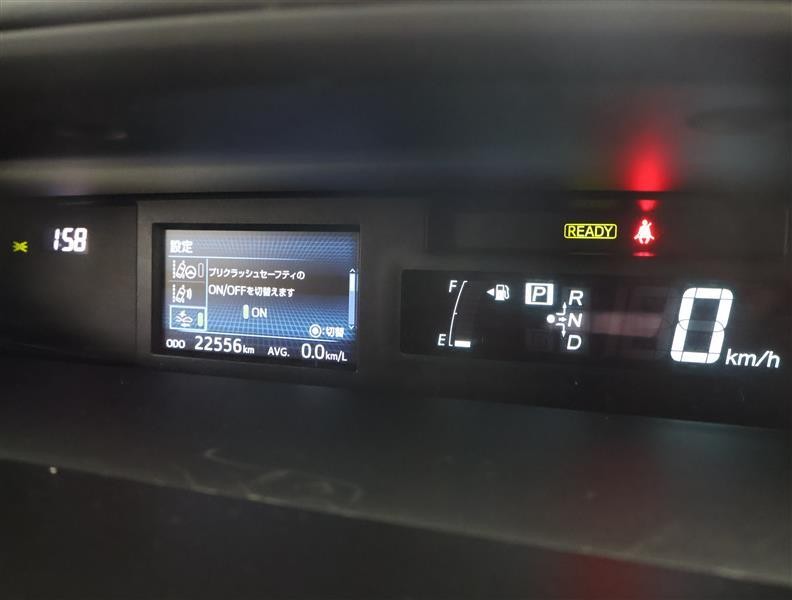 1:58
設定
プリクラッシュセーフティの
ON/OFFを切替えます
ON
:切替
ODO 22556km AVG. 0.0km/L
READY
F
E
P
R
N
D
0 km/h